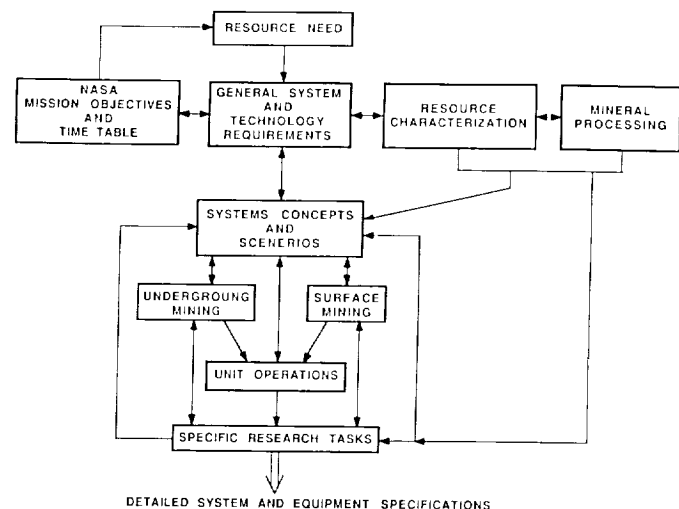 RESOURCE NEED
NASA
MISSION OBJECTIVES
AND
TIME TABLE
GENERAL SYSTEM
AND
TECHNOLOGY
REQUIREMENTS
RESOURCE
CHARACTERIZATION
MINERAL
PROCESSING
SYSTEMS CONCEPTS
AND
SCENERIOS
UNDERGROUNG
MINING
SURFACE
MINING
UNIT OPERATIONS
SPECIFIC RESEARCH TASKS
DETAILED SYSTEM AND EQUIPMENT SPECIFICATIONS